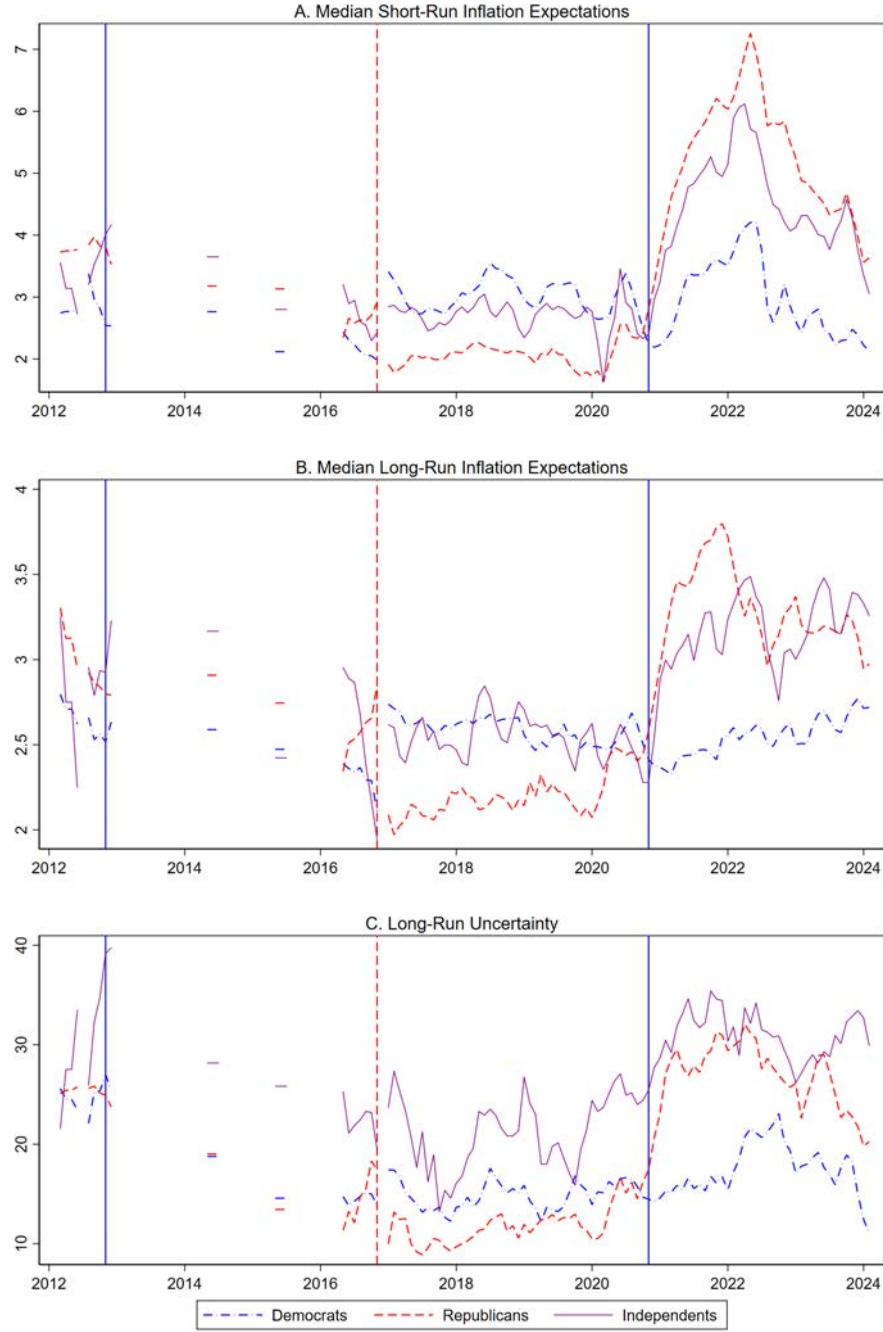 A. Median Short-Run Inflation Expectations
7
6
5
4
3
2
2012 2014 2016 2018 2020 2022 2024
B. Median Long-Run Inflation Expectations
4
3.5
3
2.5
2
2012 2014 2016 2018 2020 2022 2024
C. Long-Run Uncertainty
40
30
20
10
2012 2014 2016 2018 2020 2022 2024
Democrats Republicans Independents